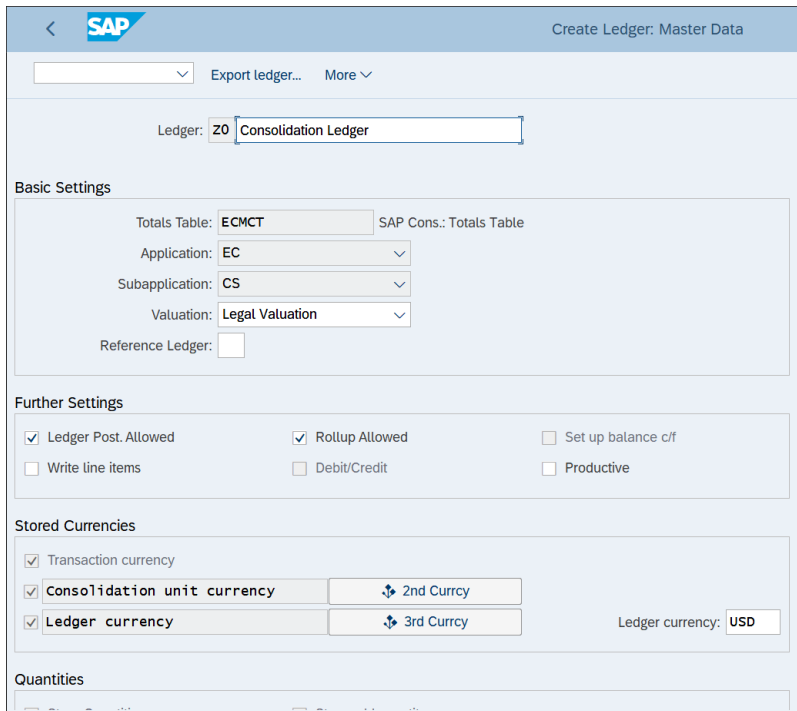 SAP
Create Ledger: Master Data
Export ledger... More
Ledger: Z0 Consolidation Ledger
Basic Settings
Totals Table: ECMCT SAP Cons.: Totals Table
Application: EC
Subapplication: CS
Valuation: Legal Valuation
Reference Ledger:
Further Settings
Ledger Post. Allowed Rollup Allowed Set up balance c/f
Write line items Debit/Credit Productive
Stored Currencies
Transaction currency
Consolidation unit currency 2nd Currcy
Ledger currency 3rd Currcy Ledger currency: USD
Quantities